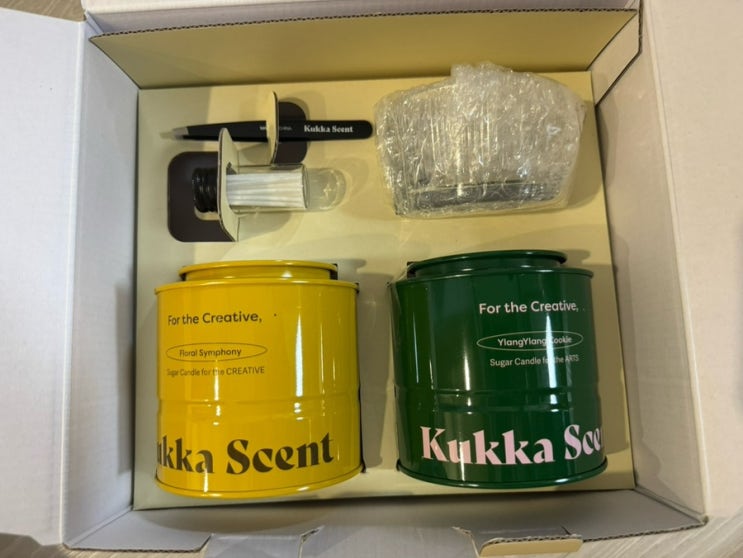 Kukka Scent
For the Creative,
Floral Symphony
Sugar Candle for the CREATIVE
ukka Scent
For the Creative,
YlangYlang Cookie
Sugar Candle for the ARTS
Kukka Sce